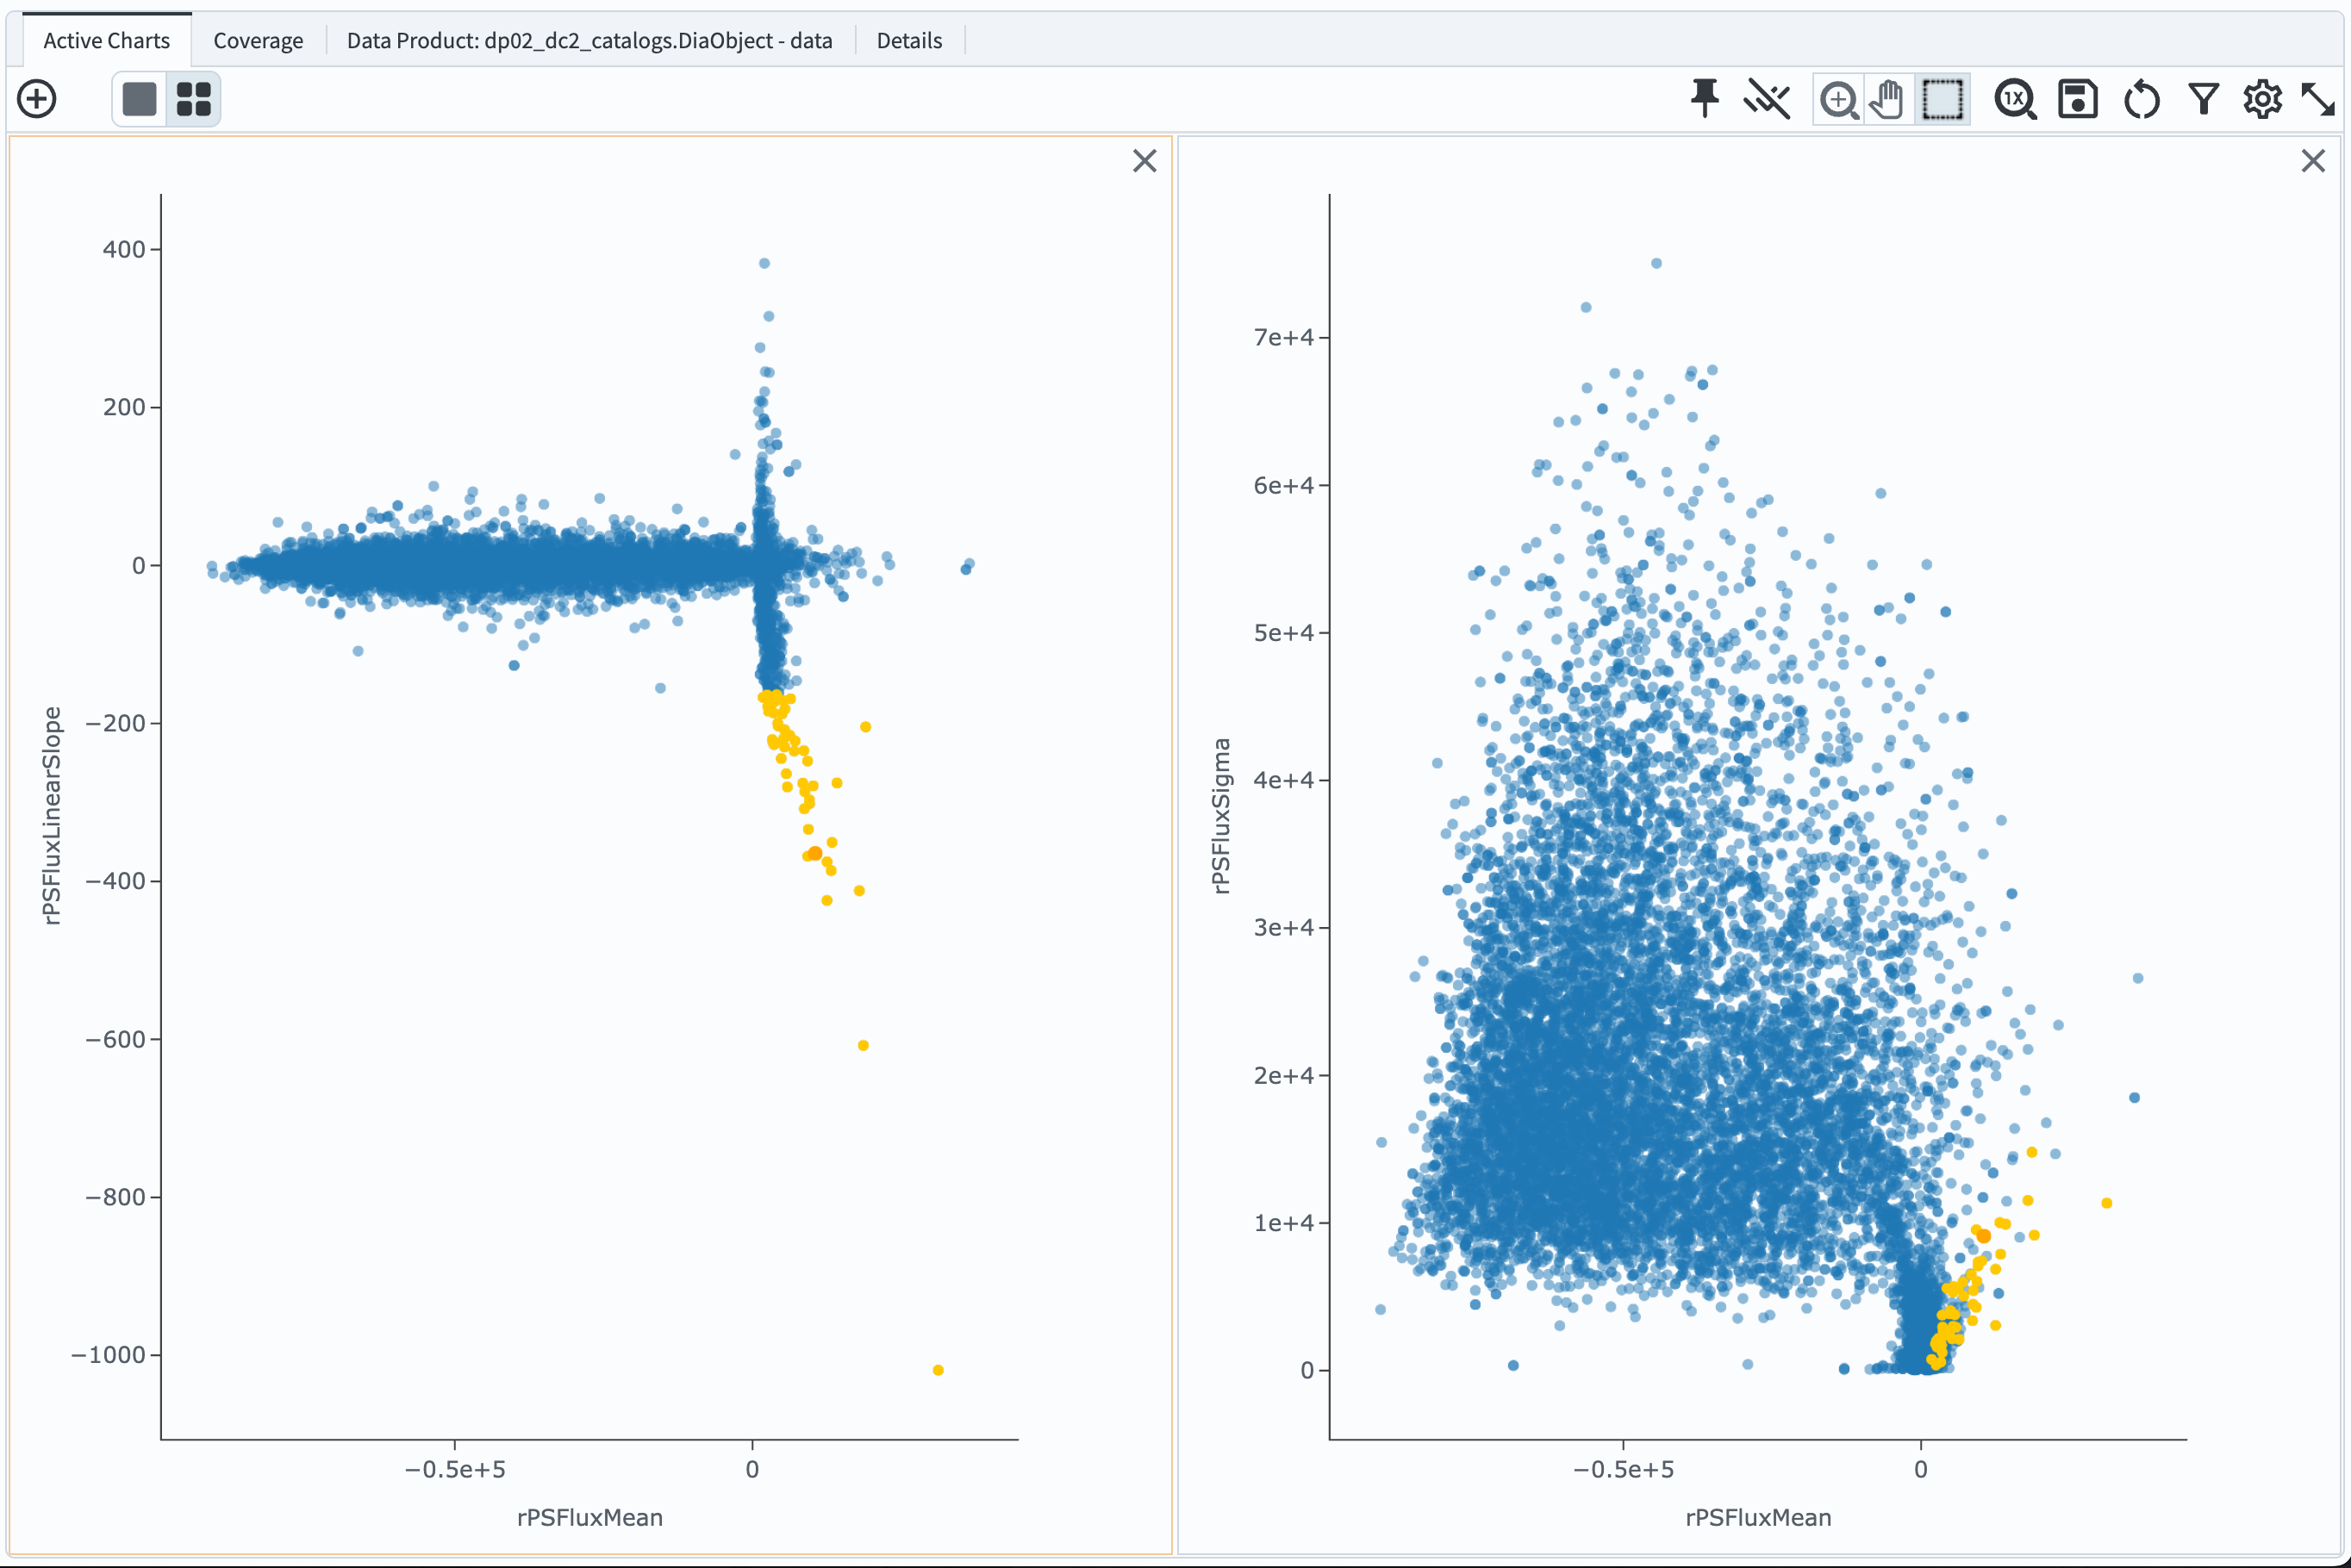 Active Charts
Coverage
Data Product: dp02_dc2_catalogs.DiaObject - data
Details
1X
400
200
0
−200
−400
−600
−800
−1000
rPSFluxLinearSlope
−0.5e+5
0
rPSFluxMean
7e+4
6e+4
5e+4
4e+4
3e+4
2e+4
1e+4
0
rPSFluxSigma
−0.5e+5
0
rPSFluxMean